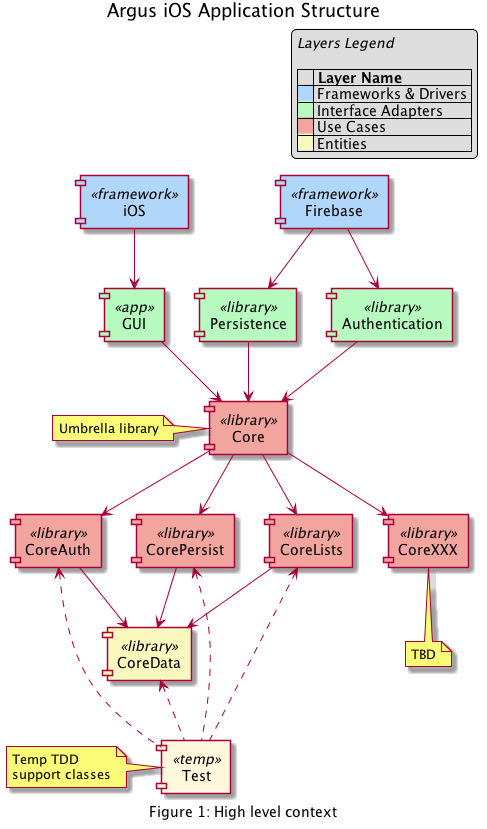 Argus iOS Application Structure
Layers Legend
Layer Name
Frameworks & Drivers
Interface Adapters
Use Cases
Entities
«framework»
iOS
«framework»
Firebase
«app»
GUI
«library»
Persistence
«library»
Authentication
Umbrella library
«library»
Core
«library»
CoreAuth
«library»
CorePersist
«library»
CoreLists
«library»
CoreXXX
«library»
CoreData
TBD
Temp TDD
support classes
«temp»
Test
Figure 1: High level context